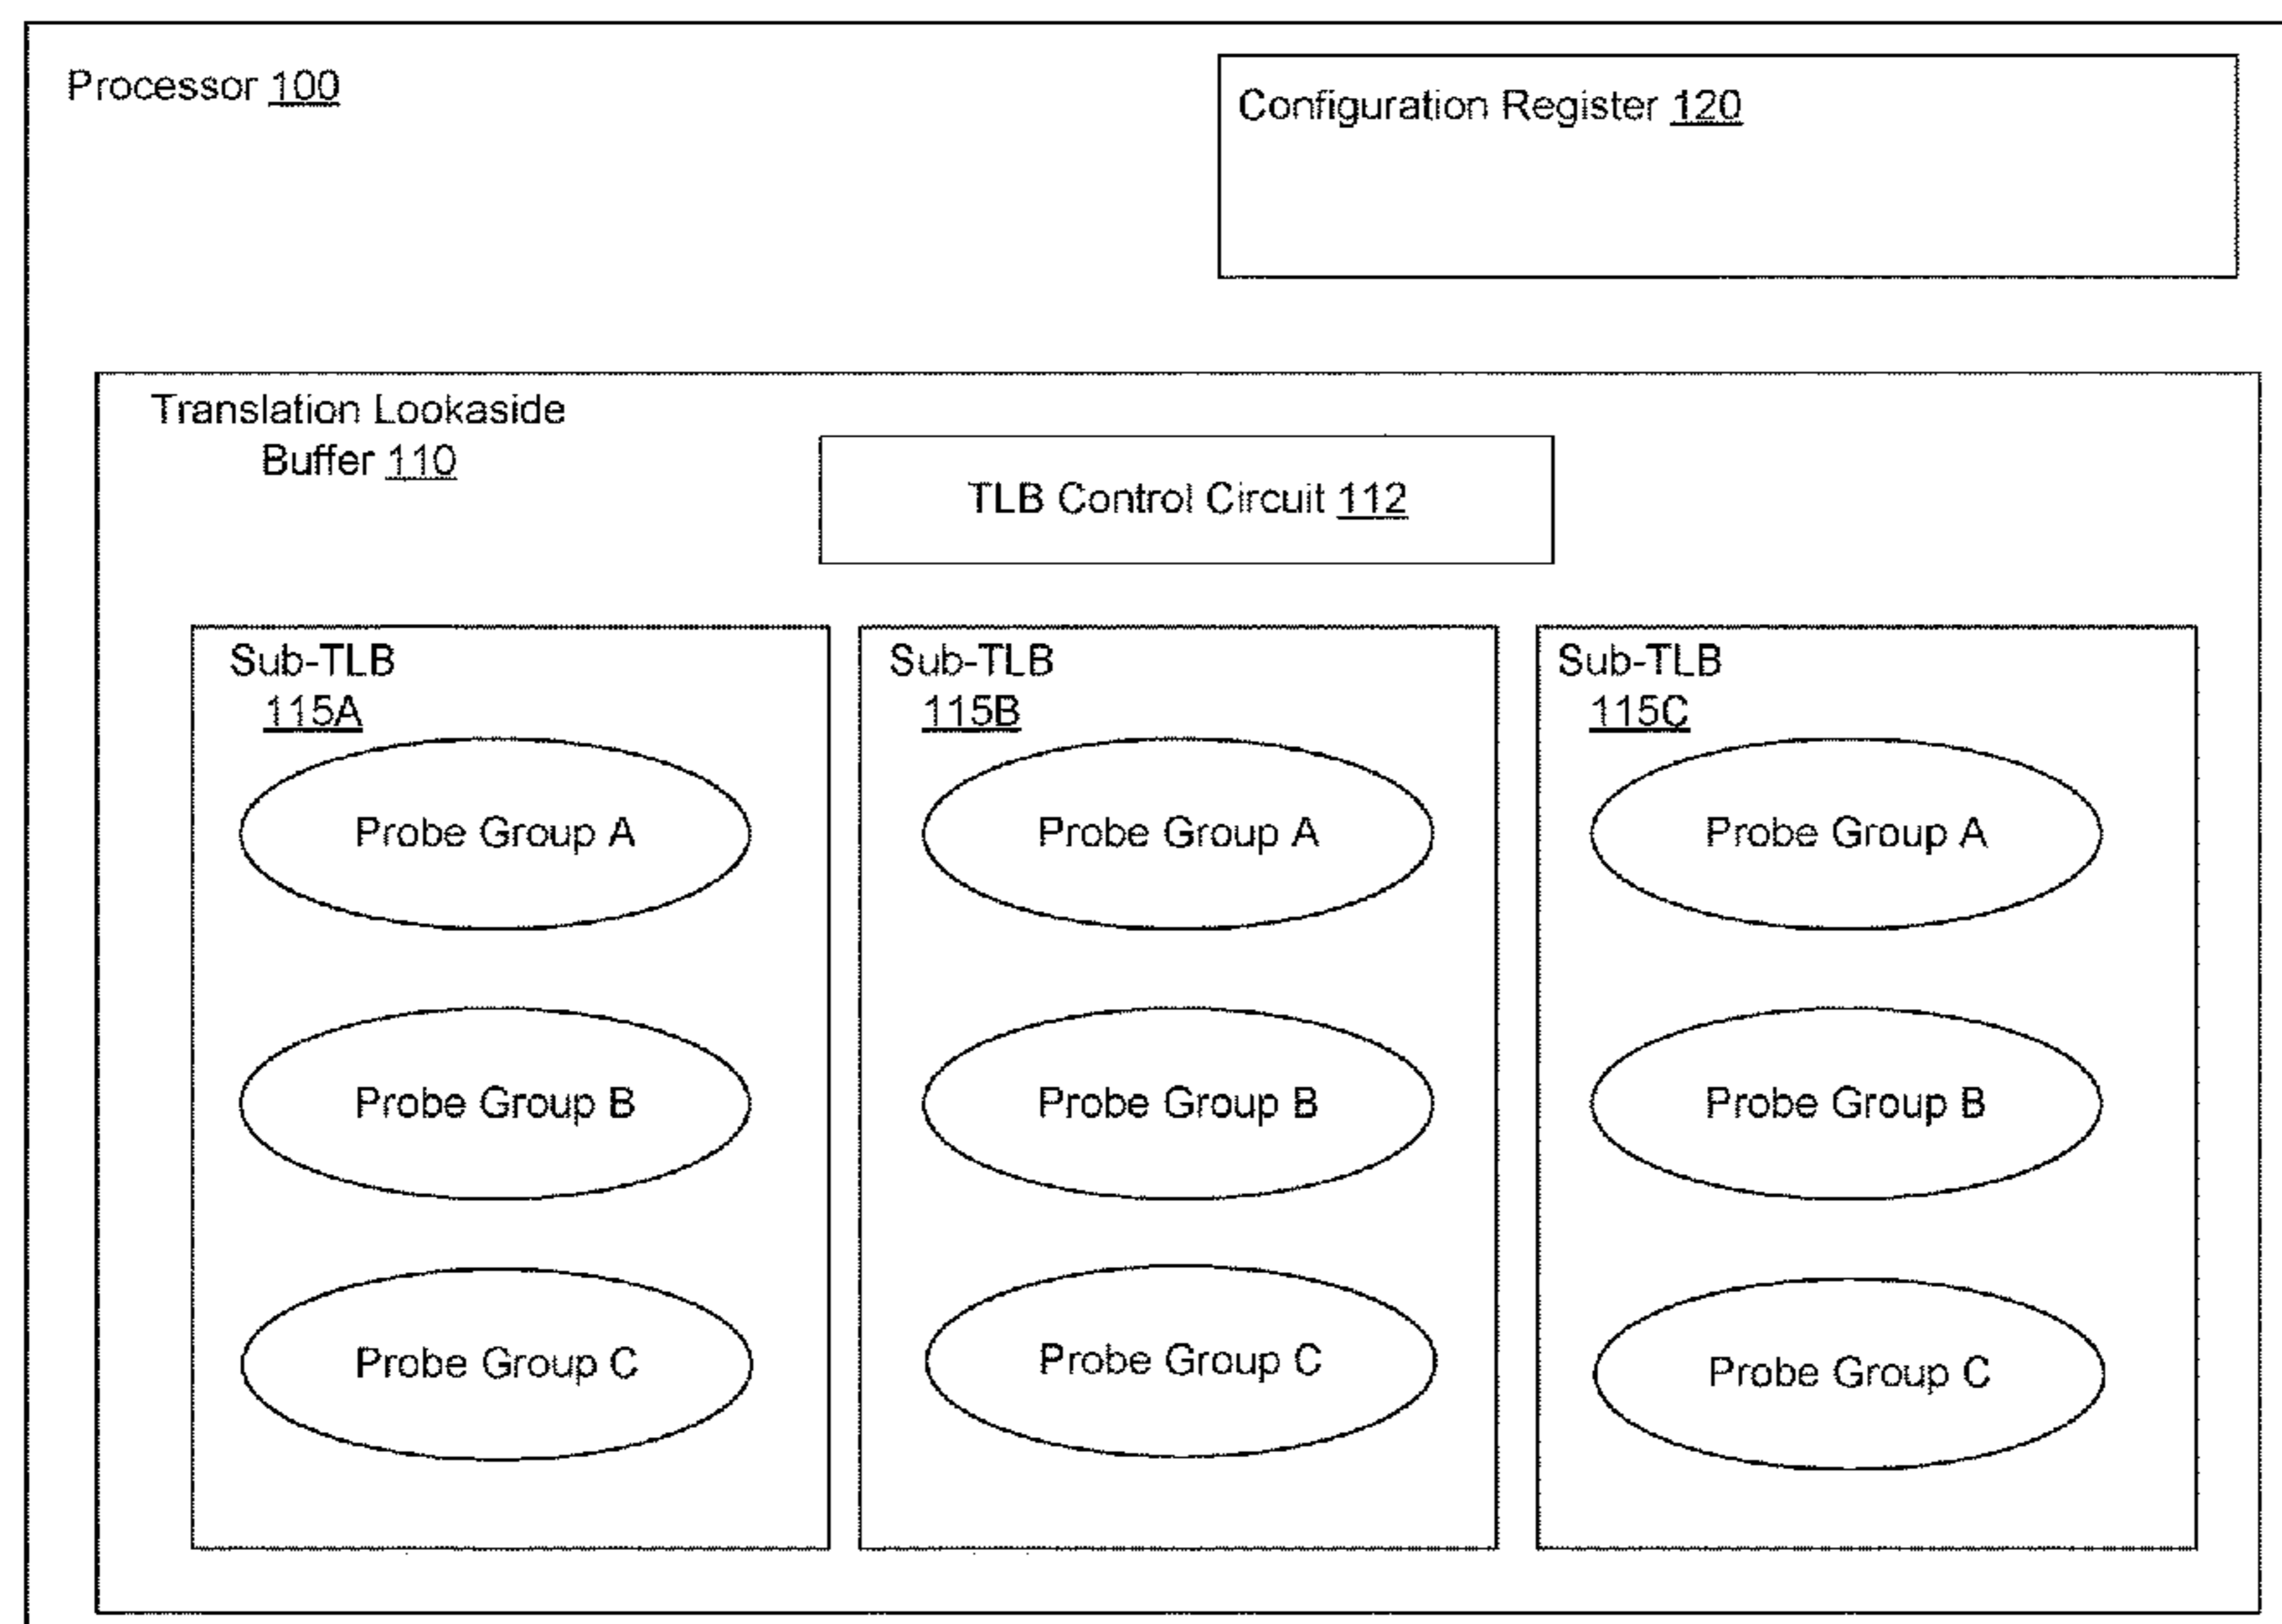 Processor 100
Configuration Register 120
Translation Lookaside
Buffer 110
TLB Control Circuit 112
Sub-TLB
115A
Probe Group A
Probe Group B
Probe Group C
Sub-TLB
115B
Probe Group A
Probe Group B
Probe Group C
Sub-TLB
115C
Probe Group A
Probe Group B
Probe Group C